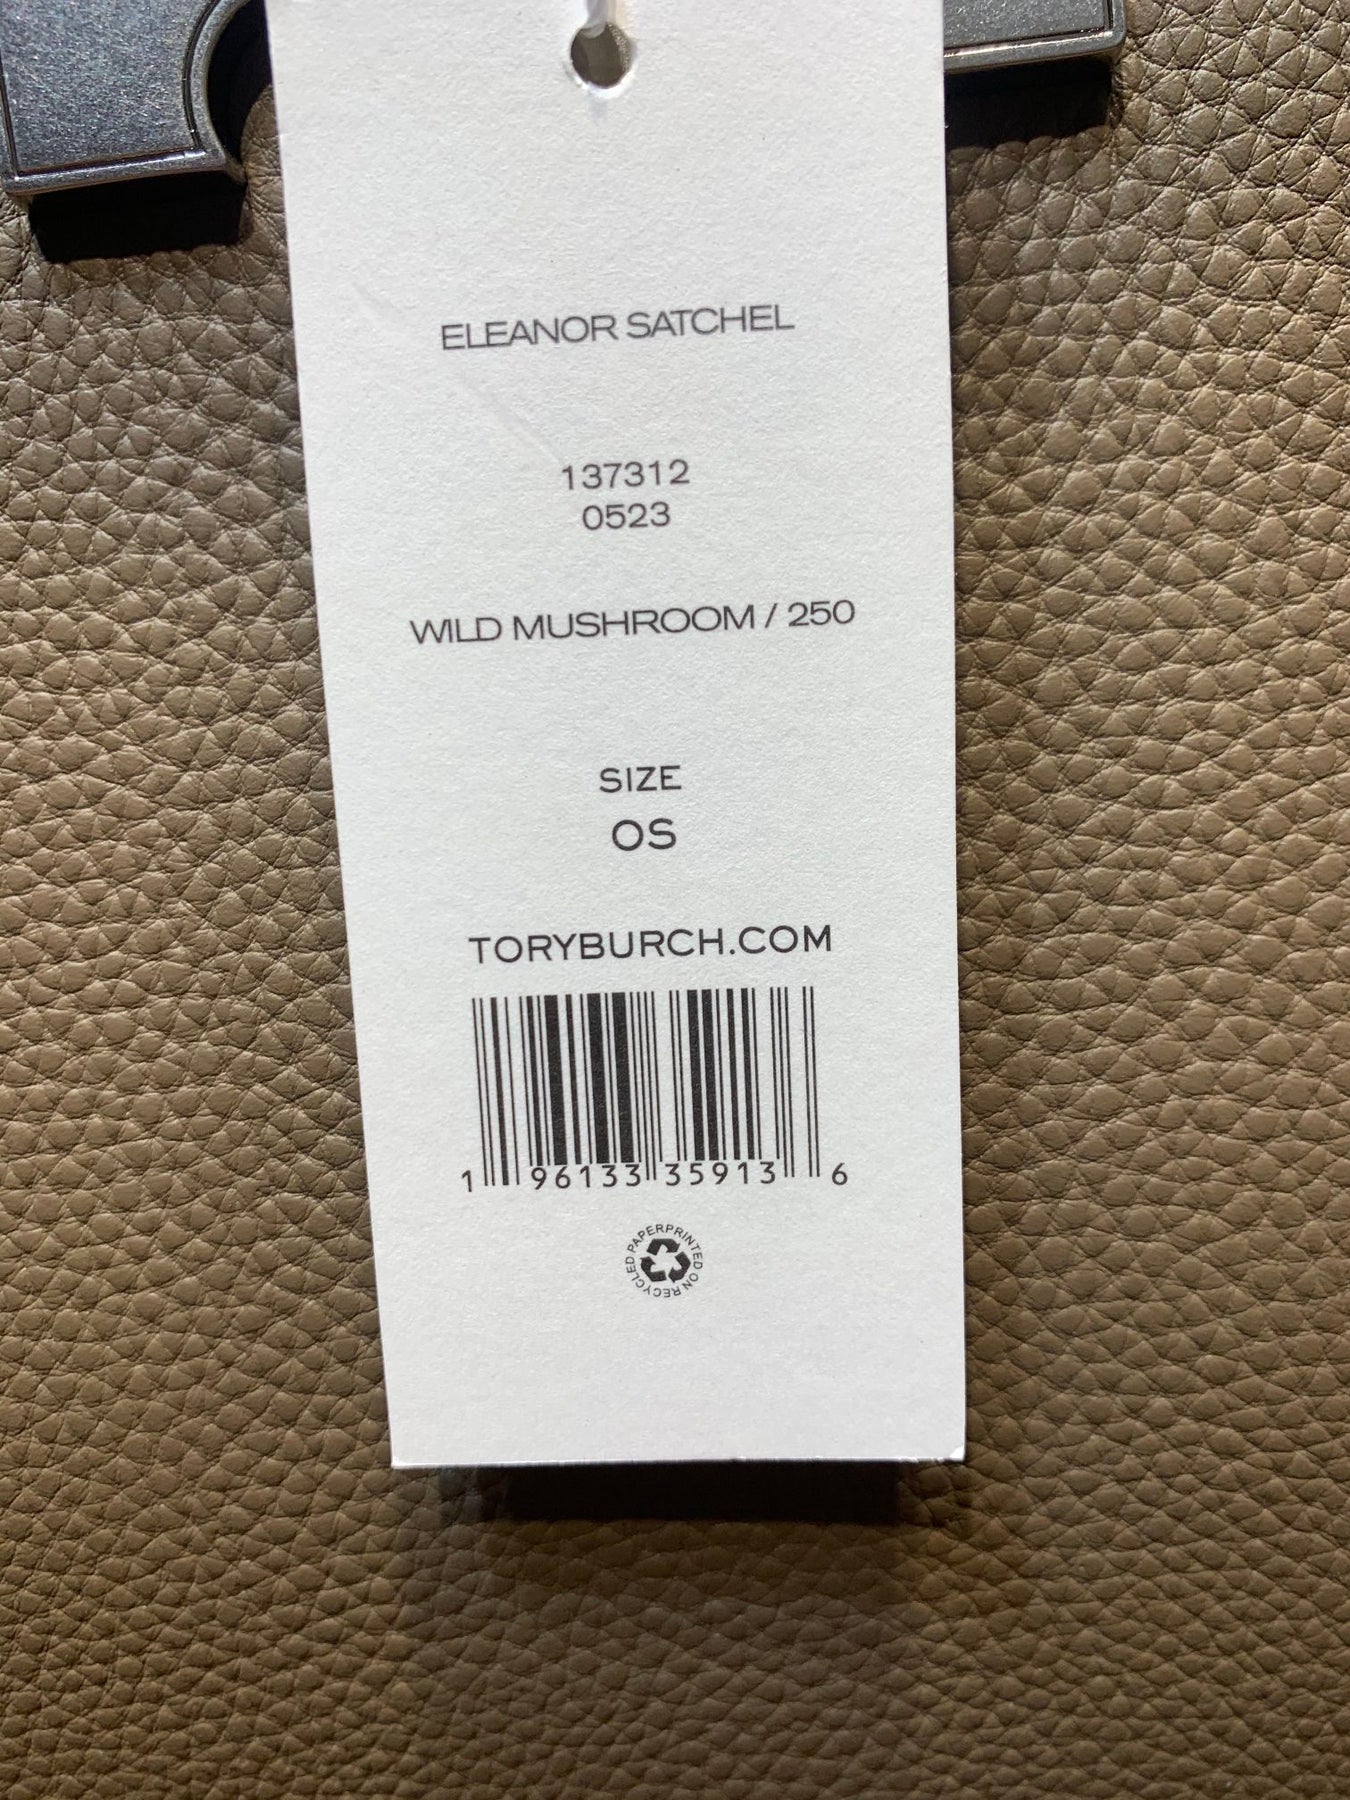 ELEANOR SATCHEL
137312
0523
WILD MUSHROOM / 250
SIZE
OS
TORYBURCH.COM
1 96133 35913 6
PRINTED ON RECYCLED PAPER